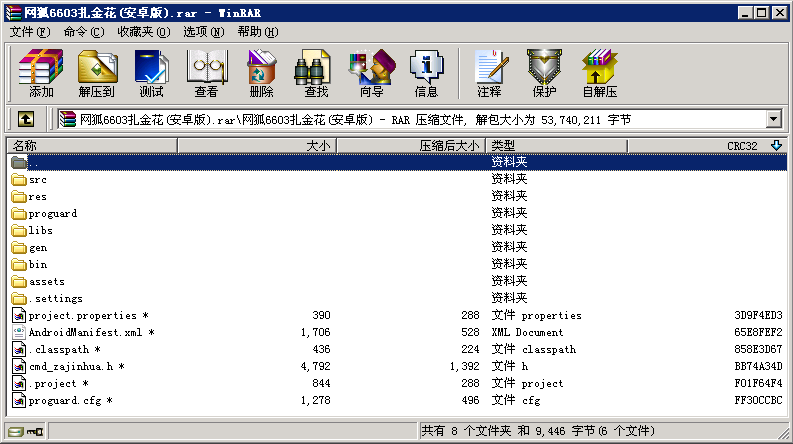 网狐6603扎金花(安卓版).rar - WinRAR
文件(F) 命令(C) 收藏夹(O) 选项(N) 帮助(H)
添加 解压到 测试 查看 删除 查找 向导 信息 注释 保护 自解压
网狐6603扎金花(安卓版).rar\网狐6603扎金花(安卓版) - RAR 压缩文件, 解包大小为 53,740,211 字节
名称 大小 压缩后大小 类型 CRC32
.. 资料夹
src 资料夹
res 资料夹
proguard 资料夹
libs 资料夹
gen 资料夹
bin 资料夹
assets 资料夹
.settings 资料夹
project.properties * 390 288 文件 properties 3D9F4ED3
AndroidManifest.xml * 1,706 528 XML Document 65E8FEF2
.classpath * 436 224 文件 classpath 858E3D67
cmd_zajinhua.h * 4,792 1,392 文件 h BB74A34D
.project * 844 288 文件 project F01F64F4
proguard.cfg * 1,278 496 文件 cfg FF30CCBC
共有 8 个文件夹 和 9,446 字节(6 个文件)